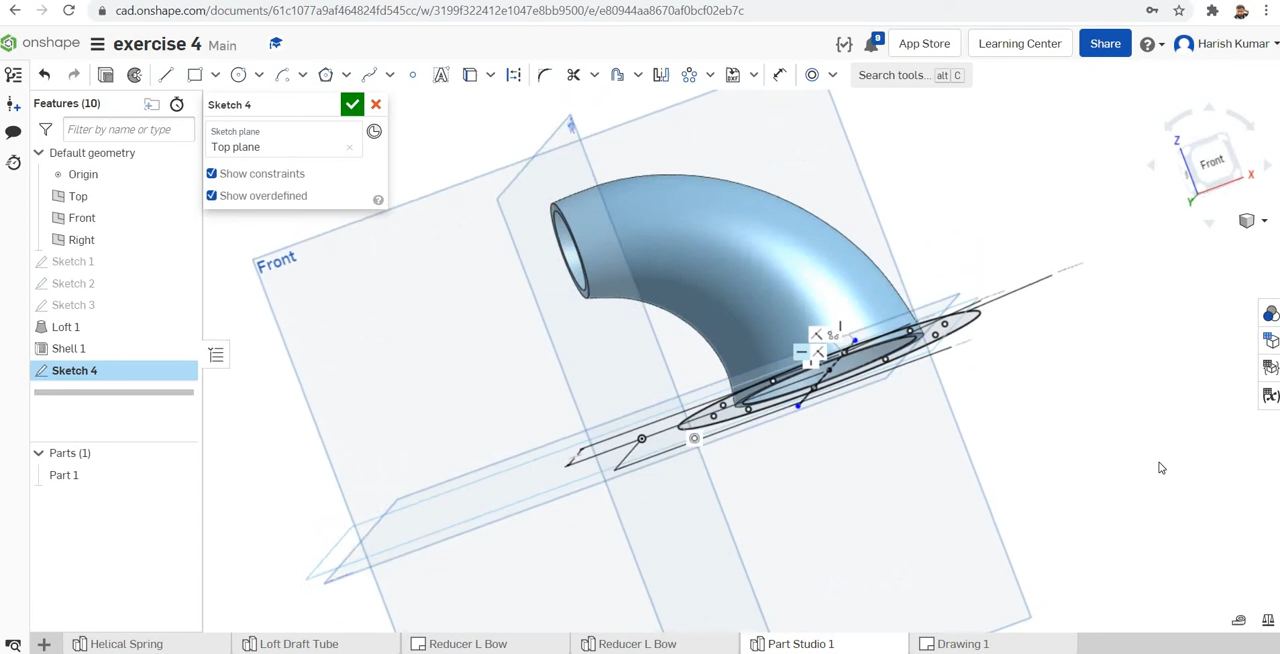 cad.onshape.com/documents/61c1077a9af464824fd545cc/w/3199f322412e1047e8bb9500/e/e80944aa8670af0bcf02eb7c
onshape
exercise 4 Main
9
App Store
Learning Center
Share
Harish Kumar
Search tools... alt C
Features (10)
Filter by name or type
Default geometry
Origin
Top
Front
Right
Sketch 1
Sketch 2
Sketch 3
Loft 1
Shell 1
Sketch 4
Parts (1)
Part 1
Sketch 4
Sketch plane
Top plane
Show constraints
Show overdefined
Front
Z
Front
X
Y
Helical Spring
Loft Draft Tube
Reducer L Bow
Reducer L Bow
Part Studio 1
Drawing 1